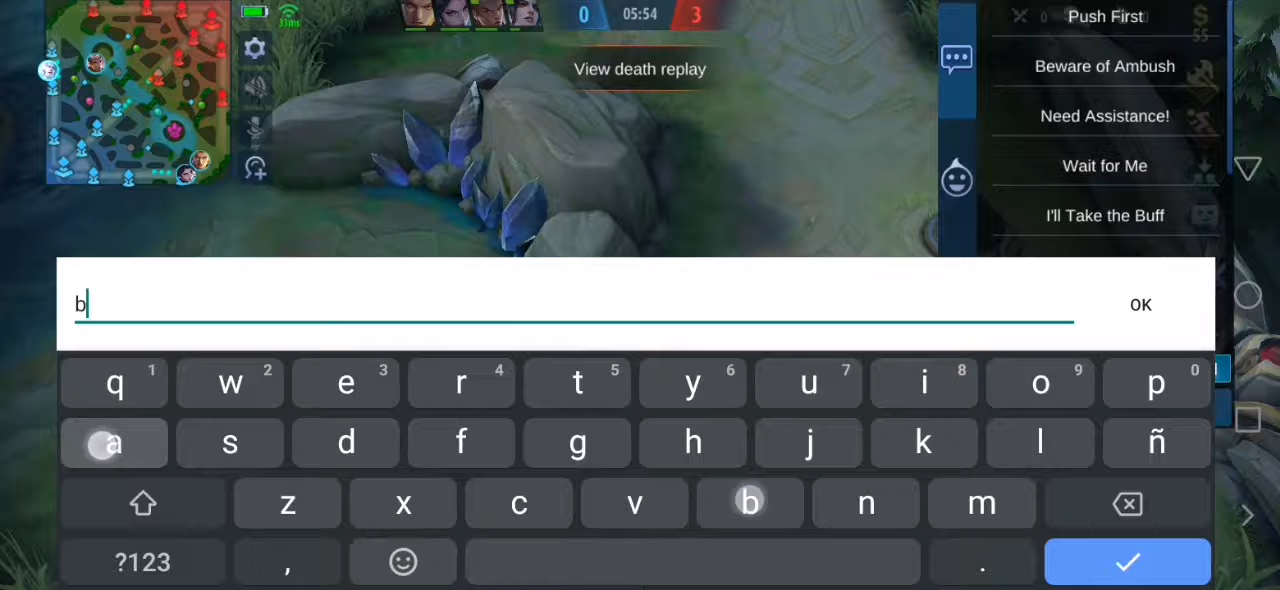 33ms
0 05:54 3
View death replay
Push First
Beware of Ambush
Need Assistance!
Wait for Me
I'll Take the Buff
b
OK
q 1 w 2 e 3 r 4 t 5 y 6 u 7 i 8 o 9 p 0
a s d f g h j k l ñ
z x c v b n m
?123 , .